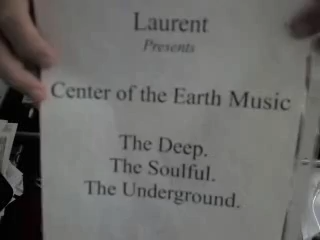 Laurent
Presents
Center of the Earth Music
The Deep.
The Soulful.
The Underground.